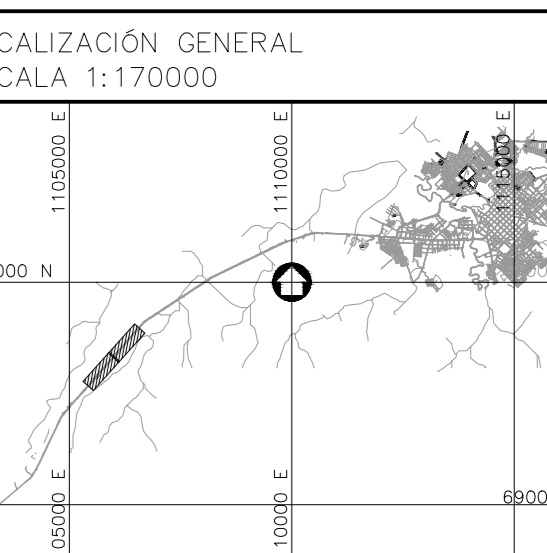 CALIZACIÓN GENERAL
CALA 1:170000
1105000 E
1110000 E
1115000 E
000 N
6900
05000 E
10000 E